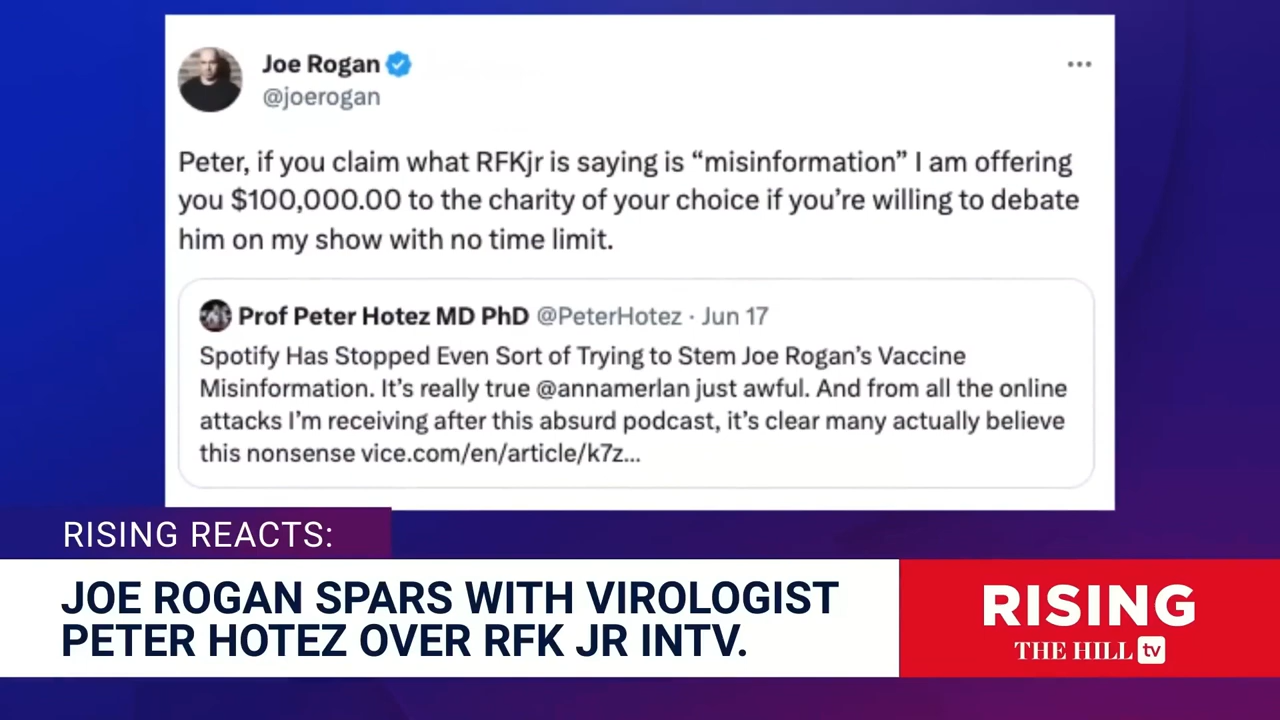 Joe Rogan
@joerogan
Peter, if you claim what RFKjr is saying is “misinformation” I am offering
you $100,000.00 to the charity of your choice if you’re willing to debate
him on my show with no time limit.
Prof Peter Hotez MD PhD @PeterHotez · Jun 17
Spotify Has Stopped Even Sort of Trying to Stem Joe Rogan’s Vaccine
Misinformation. It’s really true @annamerlan just awful. And from all the online
attacks I’m receiving after this absurd podcast, it’s clear many actually believe
this nonsense vice.com/en/article/k7z...
RISING REACTS:
JOE ROGAN SPARS WITH VIROLOGIST
PETER HOTEZ OVER RFK JR INTV.
RISING
THE HILL tv